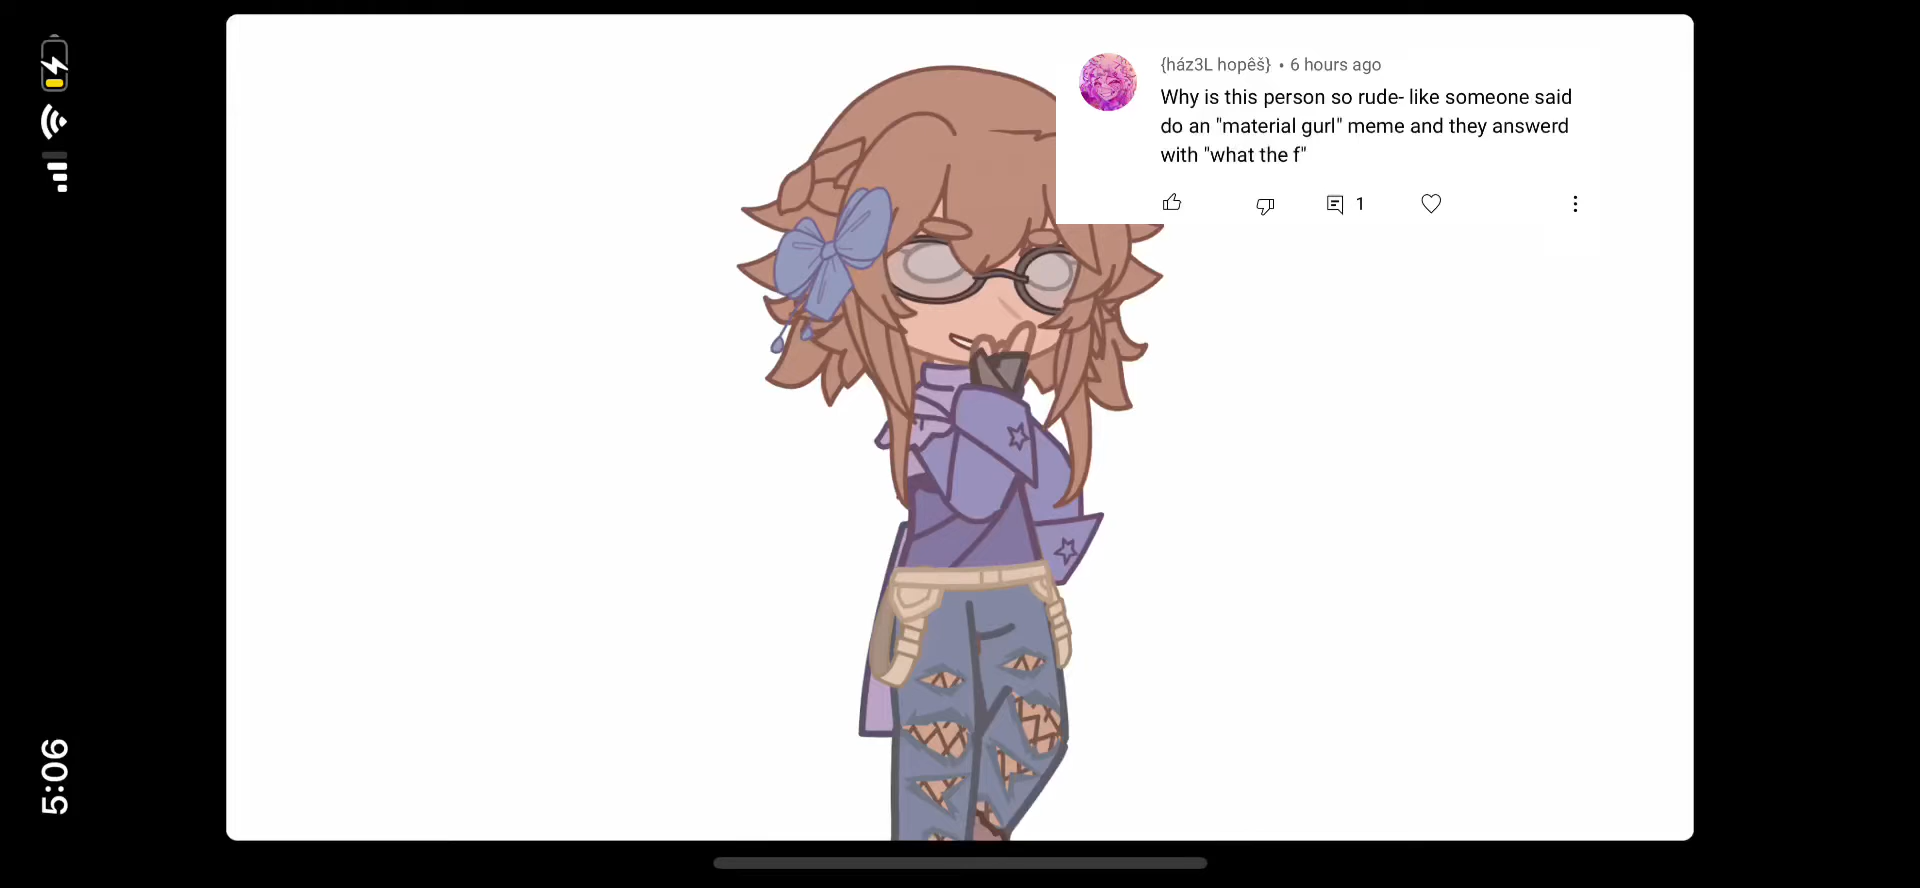 {ház3L hopêš} • 6 hours ago
Why is this person so rude- like someone said
do an "material gurl" meme and they answerd
with "what the f"
1
5:06